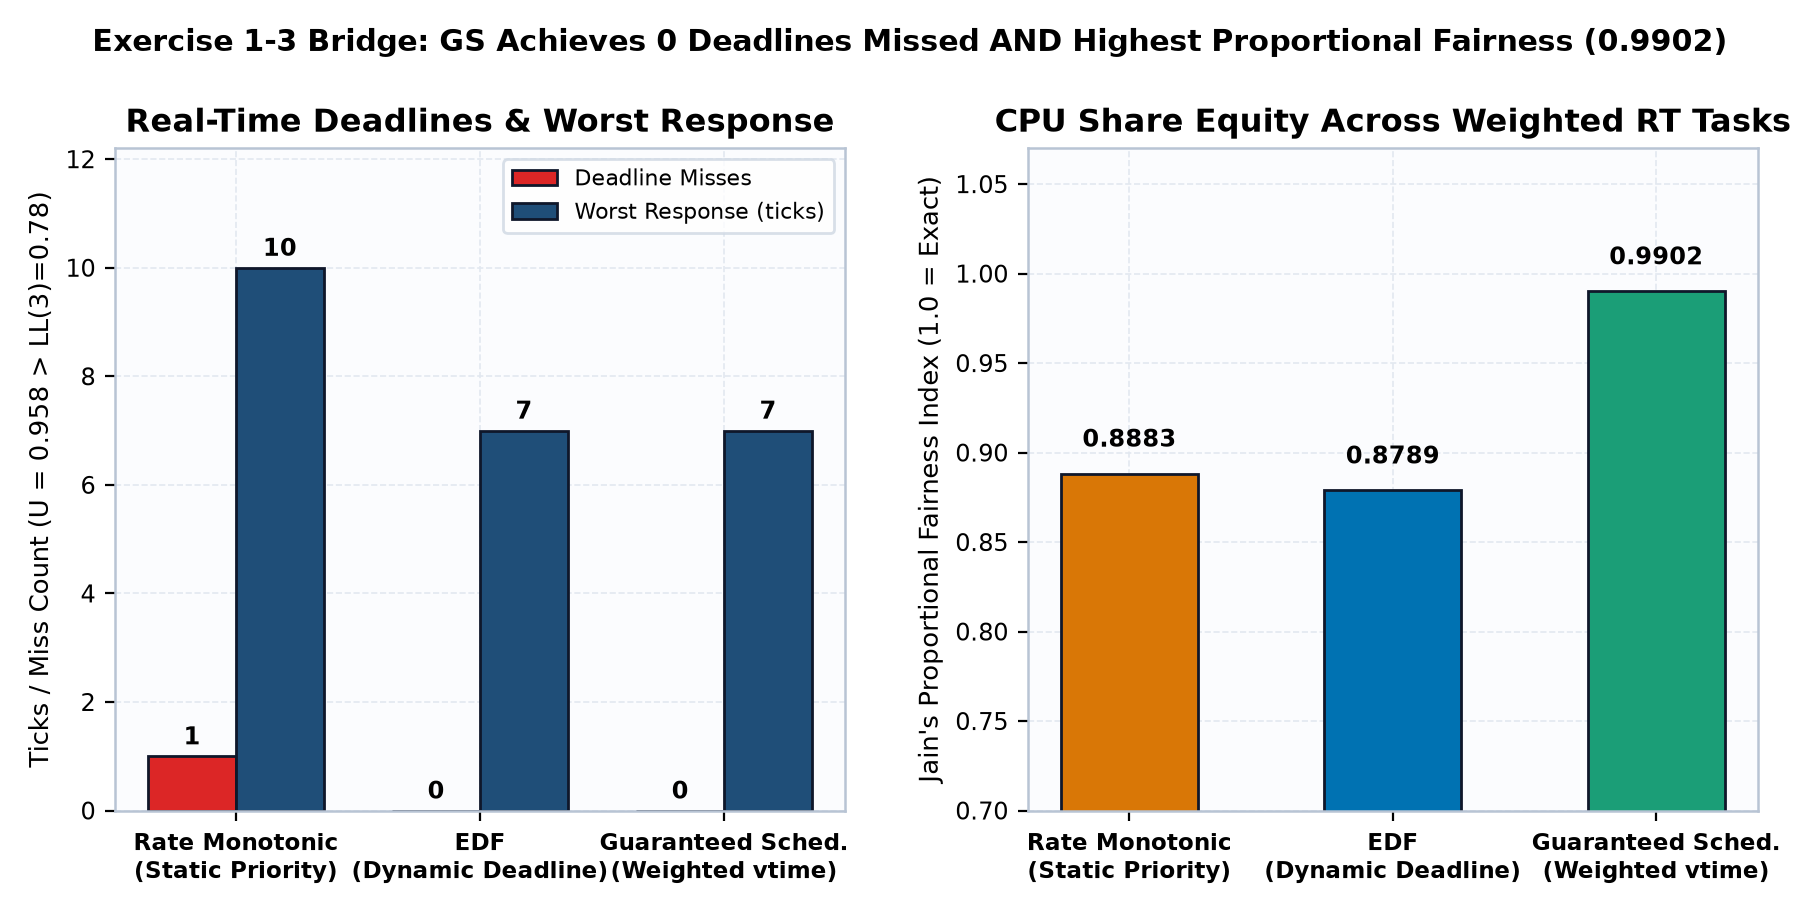 Exercise 1-3 Bridge: GS Achieves 0 Deadlines Missed AND Highest Proportional Fairness (0.9902)
Real-Time Deadlines & Worst Response
Ticks / Miss Count (U = 0.958 > LL(3)=0.78)
12
10
8
6
4
2
0
Deadline Misses
Worst Response (ticks)
1
10
0
7
0
7
Rate Monotonic
(Static Priority)
EDF
(Dynamic Deadline)
Guaranteed Sched.
(Weighted vtime)
CPU Share Equity Across Weighted RT Tasks
Jain's Proportional Fairness Index (1.0 = Exact)
1.05
1.00
0.95
0.90
0.85
0.80
0.75
0.70
0.8883
0.8789
0.9902
Rate Monotonic
(Static Priority)
EDF
(Dynamic Deadline)
Guaranteed Sched.
(Weighted vtime)